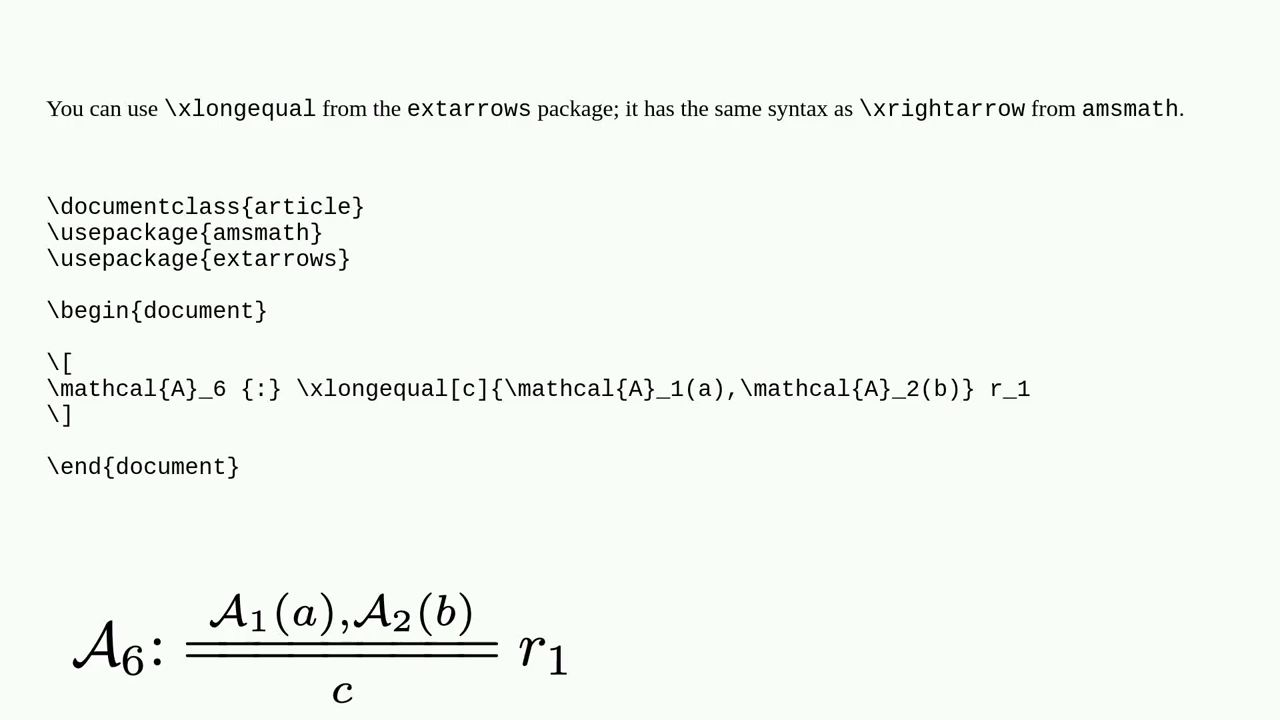 You can use \xlongequal from the extarrows package; it has the same syntax as \xrightarrow from amsmath.
\documentclass{article}
\usepackage{amsmath}
\usepackage{extarrows}
\begin{document}
\[
\mathcal{A}_6 {:} \xlongequal[c]{\mathcal{A}_1(a),\mathcal{A}_2(b)} r_1
\]
\end{document}
𝒜₁(a),𝒜₂(b)
𝒜₆: ═════ r₁
c